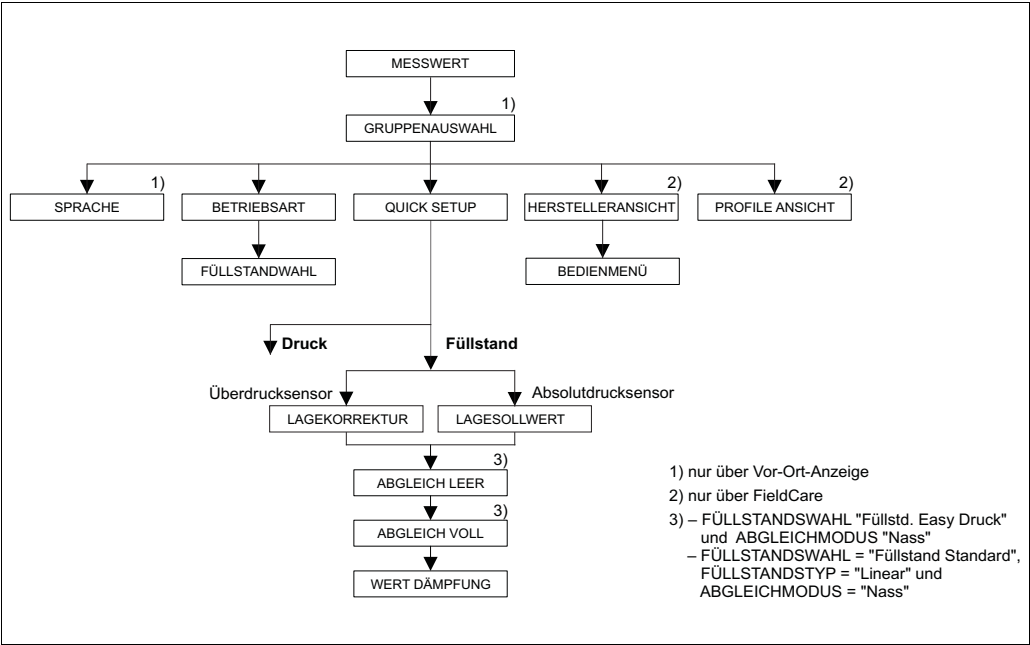 MESSWERT
1)
GRUPPENAUSWAHL
1)
2)
2)
SPRACHE
BETRIEBSART
QUICK SETUP
HERSTELLERANSICHT
PROFILE ANSICHT
FÜLLSTANDWAHL
BEDIENMENÜ
Druck
Füllstand
Überdrucksensor
Absolutdrucksensor
LAGEKORREKTUR
LAGESOLLWERT
3)
ABGLEICH LEER
3)
ABGLEICH VOLL
WERT DÄMPFUNG
1) nur über Vor-Ort-Anzeige
2) nur über FieldCare
3) – FÜLLSTANDSWAHL "Füllstd. Easy Druck"
und ABGLEICHMODUS "Nass"
– FÜLLSTANDSWAHL = "Füllstand Standard",
FÜLLSTANDSTYP = "Linear" und
ABGLEICHMODUS = "Nass"